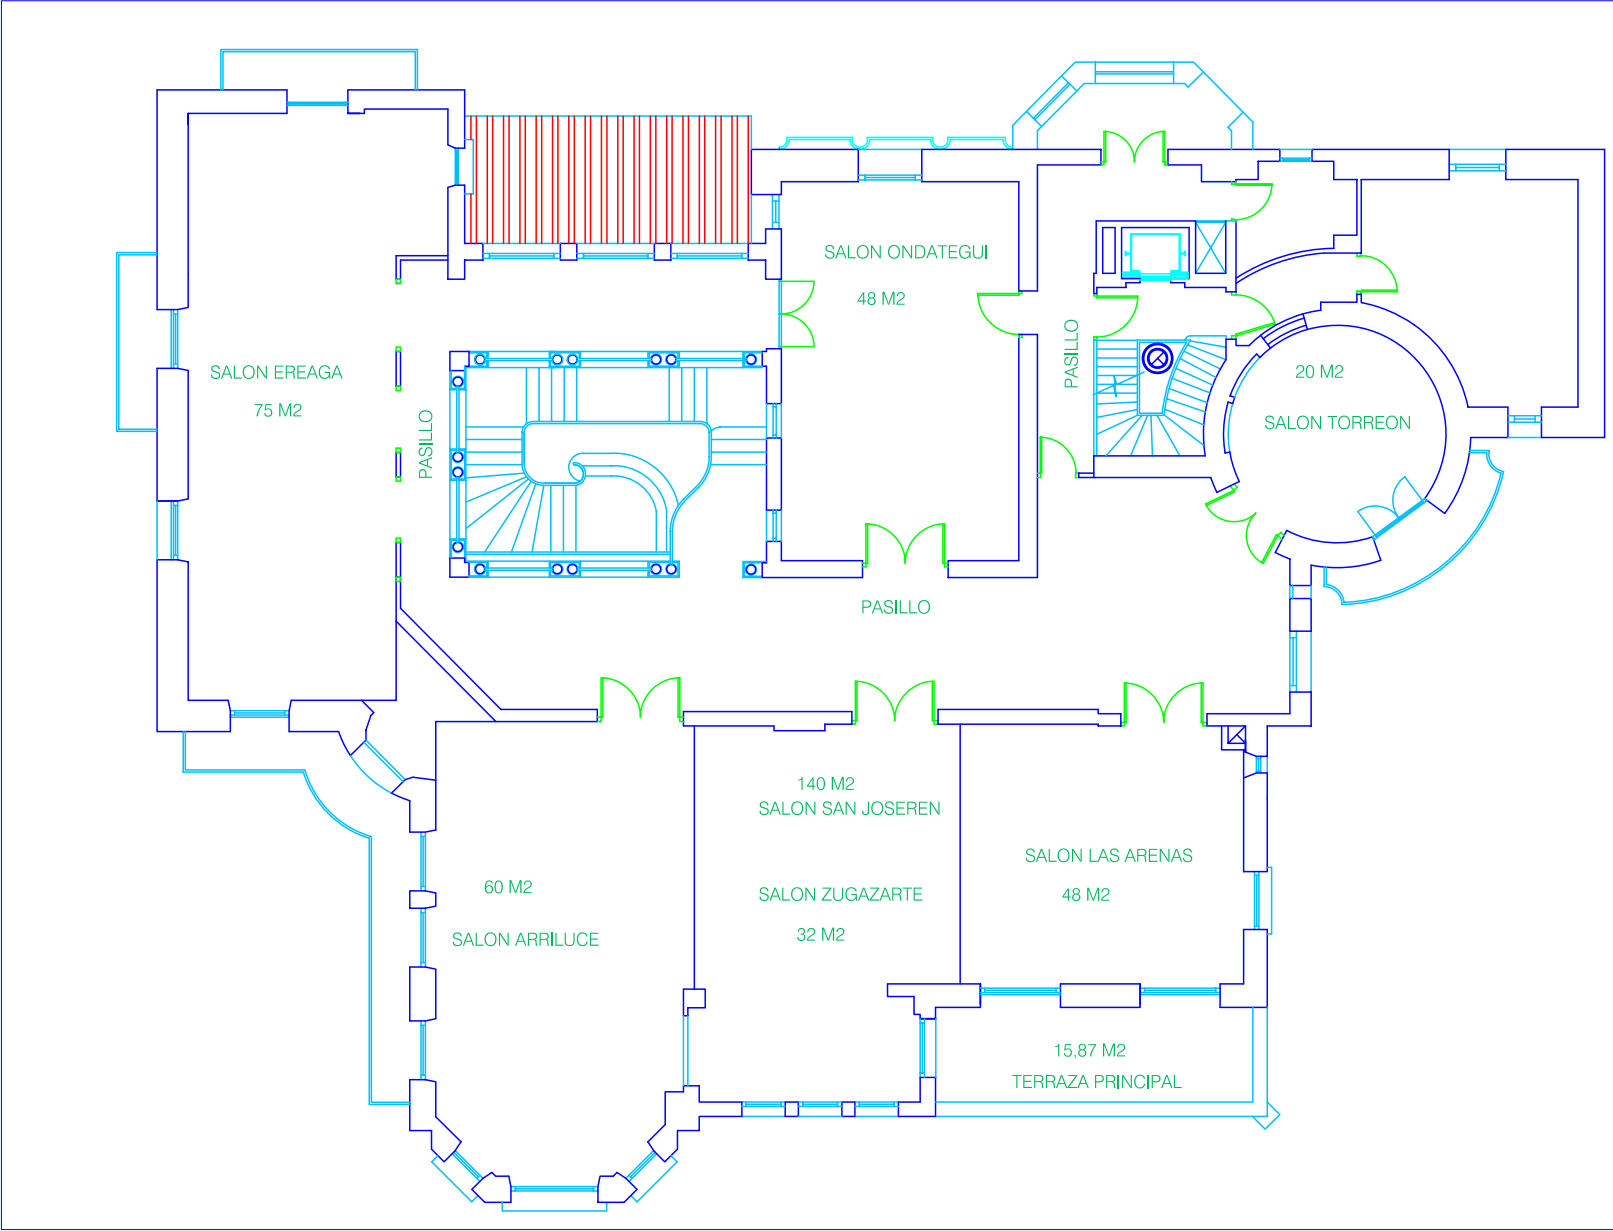 SALON ONDATEGUI
48 M2
SALON EREAGA
75 M2
PASILLO
PASILLO
20 M2
SALON TORREON
PASILLO
140 M2
SALON SAN JOSEREN
60 M2
SALON ARRILUCE
SALON ZUGAZARTE
32 M2
SALON LAS ARENAS
48 M2
15,87 M2
TERRAZA PRINCIPAL